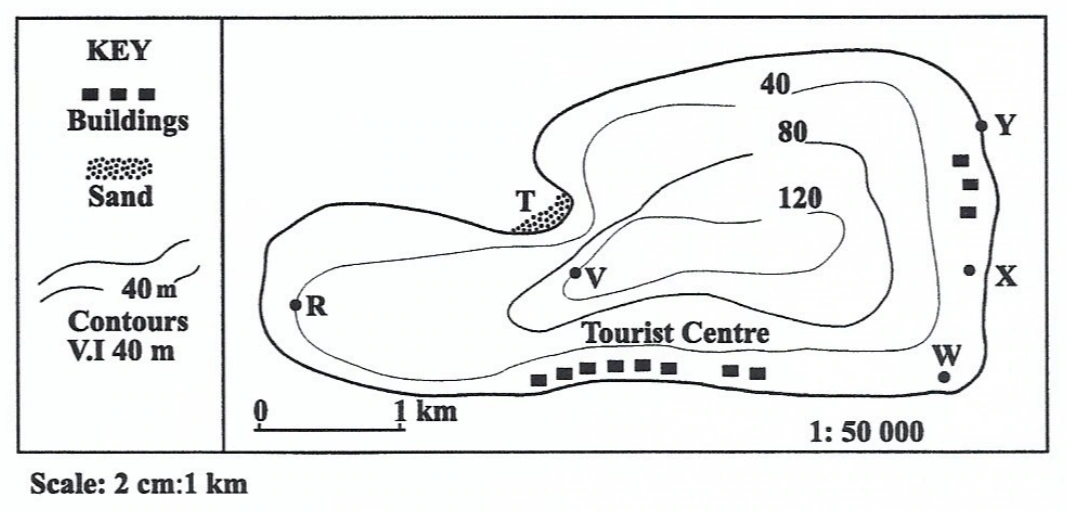 KEY
Buildings
Sand
40 m
Contours
V.I 40 m
40
80
120
Y
T
X
V
R
Tourist Centre
W
0 1 km
1: 50 000
Scale: 2 cm:1 km